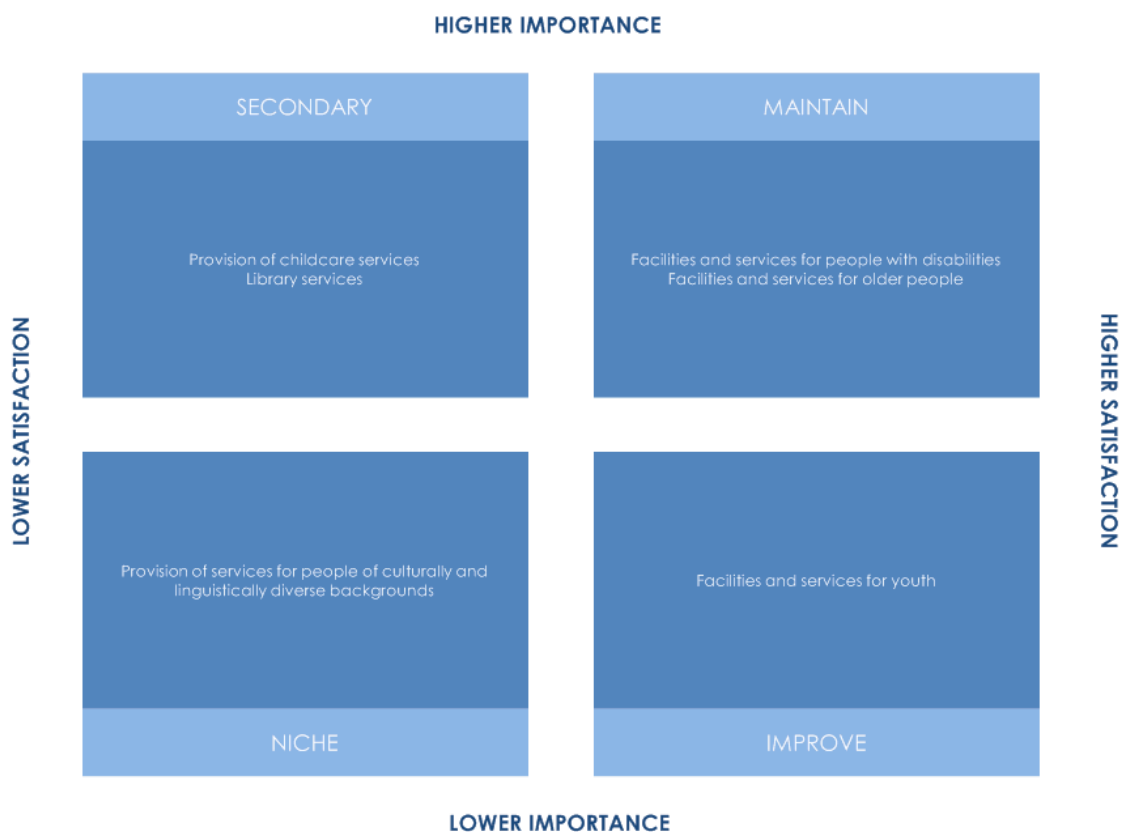 HIGHER IMPORTANCE
SECONDARY
MAINTAIN
Provision of childcare services
Library services
Facilities and services for people with disabilities
Facilities and services for older people
LOWER SATISFACTION
HIGHER SATISFACTION
Provision of services for people of culturally and
linguistically diverse backgrounds
Facilities and services for youth
NICHE
IMPROVE
LOWER IMPORTANCE